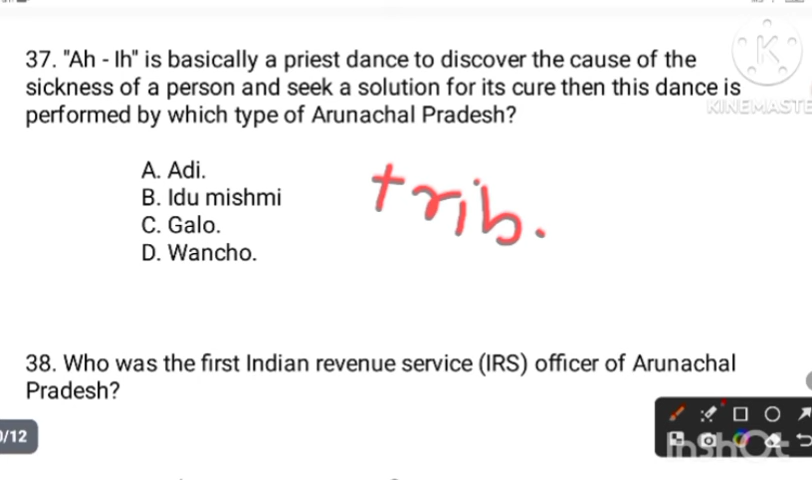 37. "Ah - Ih" is basically a priest dance to discover the cause of the
sickness of a person and seek a solution for its cure then this dance is
performed by which type of Arunachal Pradesh?
KINEMASTE
A. Adi.
B. Idu mishmi
C. Galo.
D. Wancho.
trib.
38. Who was the first Indian revenue service (IRS) officer of Arunachal
Pradesh?
0/12
InShOt